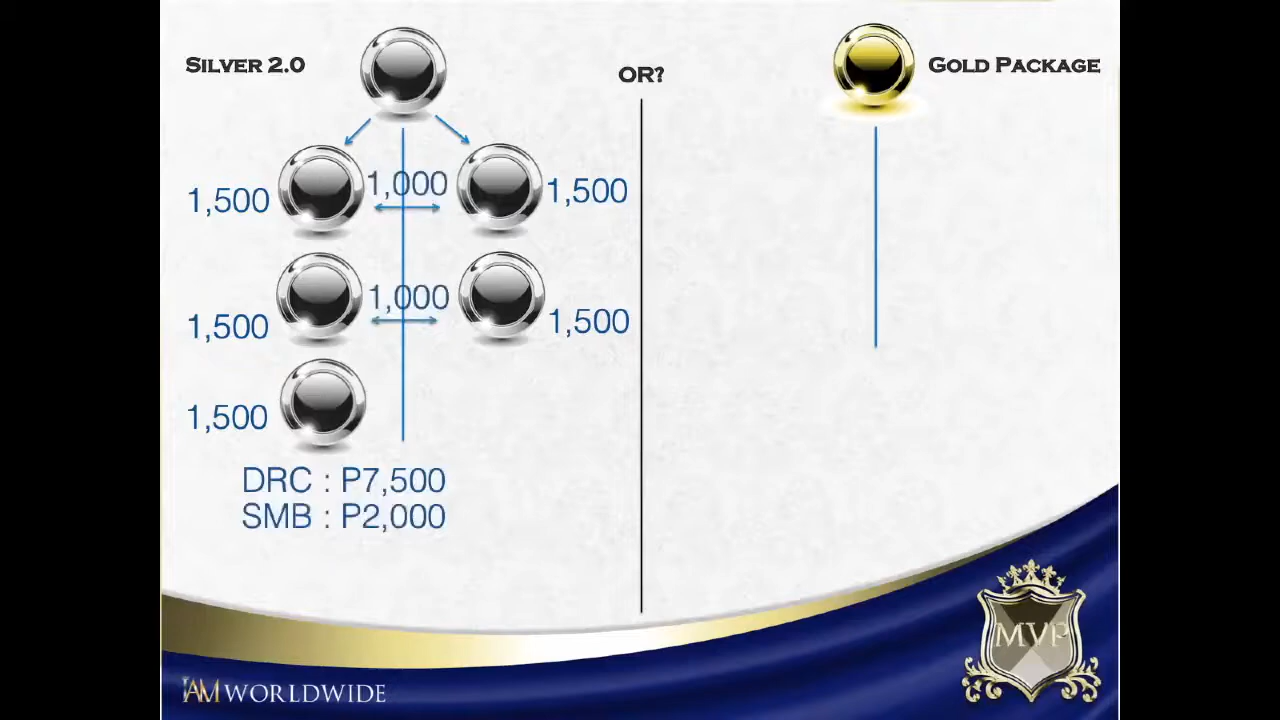 SILVER 2.0
OR?
GOLD PACKAGE
1,500
1,000
1,500
1,500
1,000
1,500
1,500
DRC : P7,500
SMB : P2,000
MVP
IAM WORLDWIDE